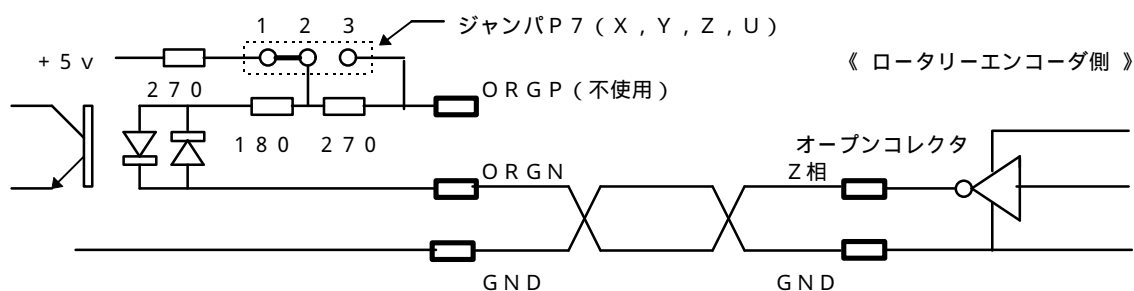 1 2 3
ジャンパP7(X,Y,Z,U)
+5v
《 ロータリーエンコーダ側 》
270
ORGP(不使用)
180 270
オープンコレクタ
ORGN
Z相
GND
GND